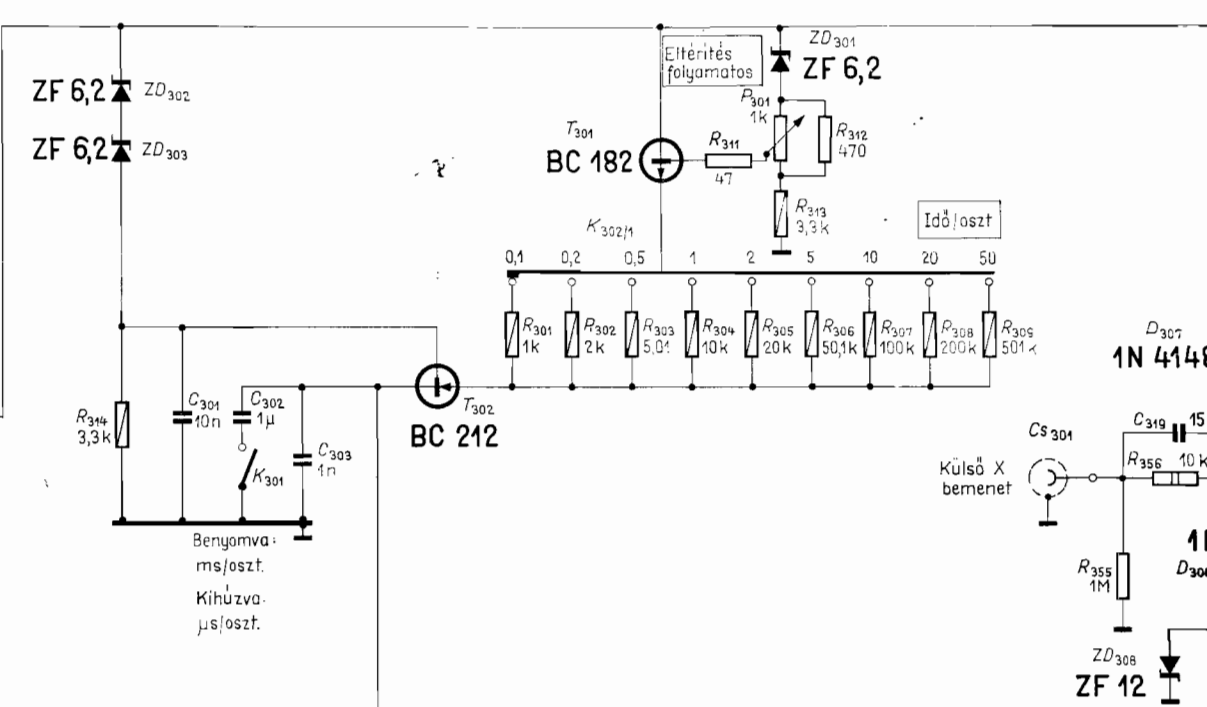 ZF 6,2 ZD302
ZF 6,2 ZD303
Eltérítés
folyamatos
ZD301
ZF 6,2
P301
1k
R312
470
T301
BC 182
R311
47
R313
3,3k
K302/1
Idő/oszt
0,1 0,2 0,5 1 2 5 10 20 50
R301
1k
R302
2k
R303
5,01
R304
10k
R305
20k
R306
50,1k
R307
100k
R308
200k
R309
501k
T302
BC 212
R314
3,3k
C301
10n
C302
1µ
C303
1n
K301
Benyomva:
ms/oszt.
Kihúzva.
µs/oszt.
D307
1N 4148
Cs301
Külső X
bemenet
C319 15
R356 10 k
R355
1M
ZD308
ZF 12